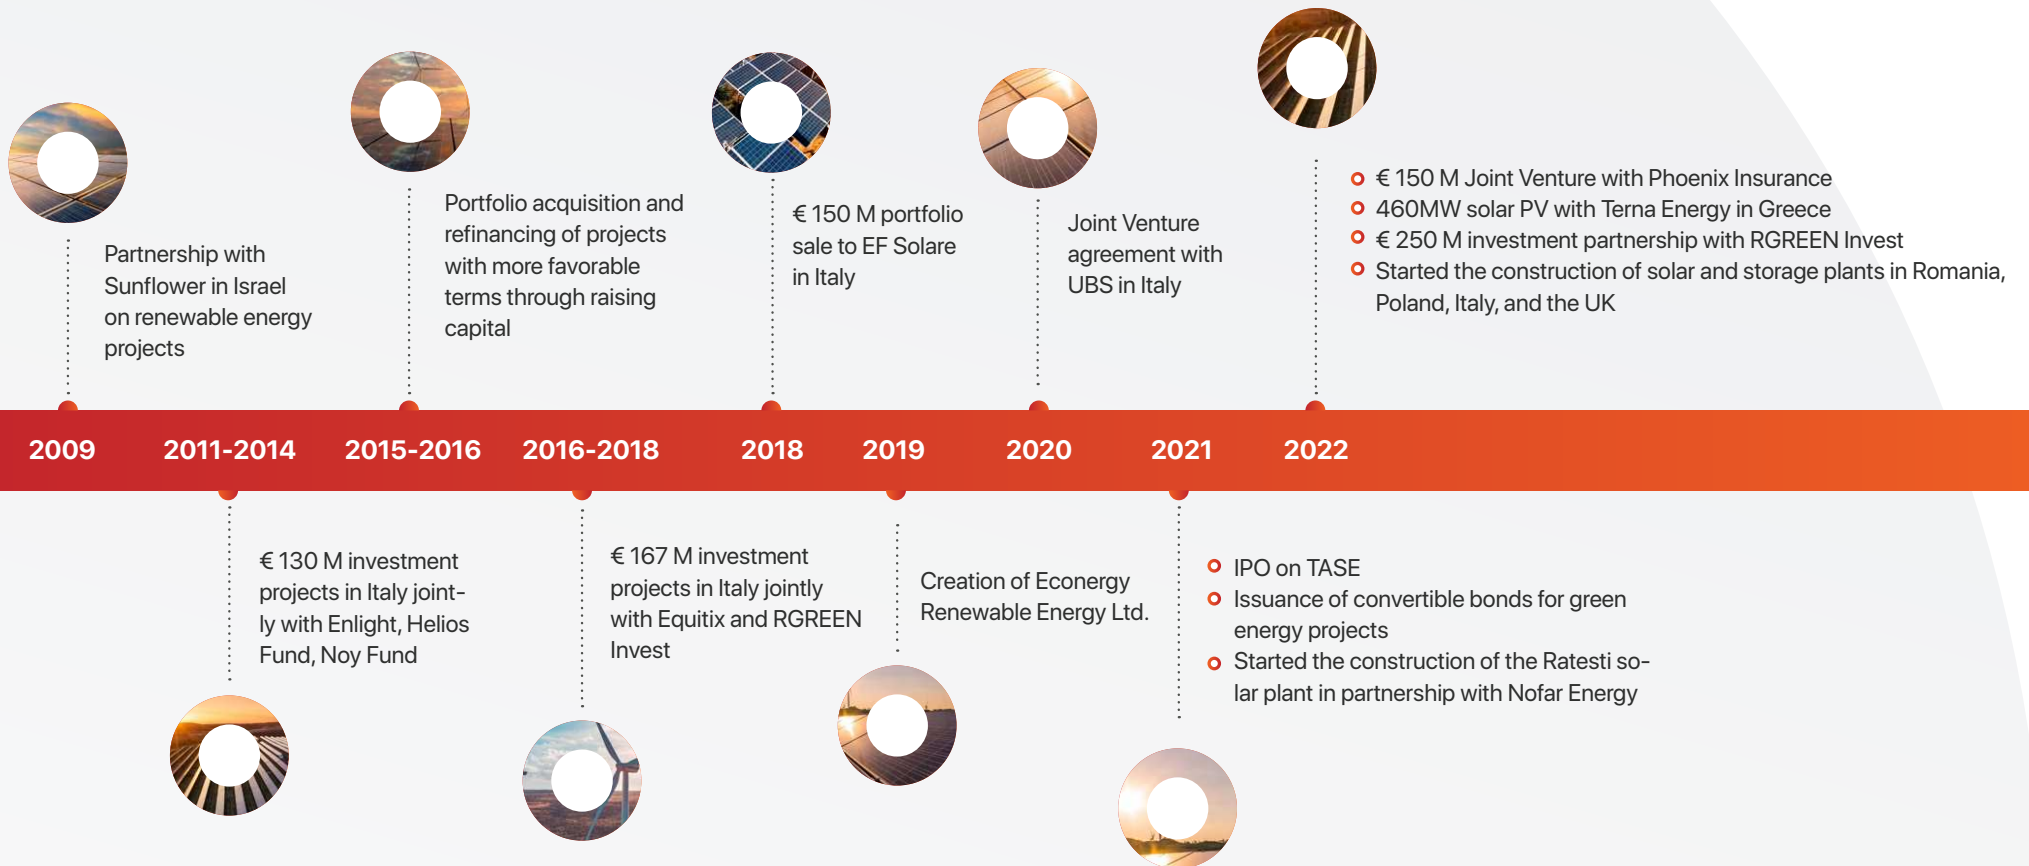 Partnership with
Sunflower in Israel
on renewable energy
projects
Portfolio acquisition and
refinancing of projects
with more favorable
terms through raising
capital
€ 150 M portfolio
sale to EF Solare
in Italy
Joint Venture
agreement with
UBS in Italy
€ 150 M Joint Venture with Phoenix Insurance
460MW solar PV with Terna Energy in Greece
€ 250 M investment partnership with RGREEN Invest
Started the construction of solar and storage plants in Romania,
Poland, Italy, and the UK
2009 2011-2014 2015-2016 2016-2018 2018 2019 2020 2021 2022
€ 130 M investment
projects in Italy joint-
ly with Enlight, Helios
Fund, Noy Fund
€ 167 M investment
projects in Italy jointly
with Equitix and RGREEN
Invest
Creation of Econergy
Renewable Energy Ltd.
IPO on TASE
Issuance of convertible bonds for green
energy projects
Started the construction of the Ratesti so-
lar plant in partnership with Nofar Energy